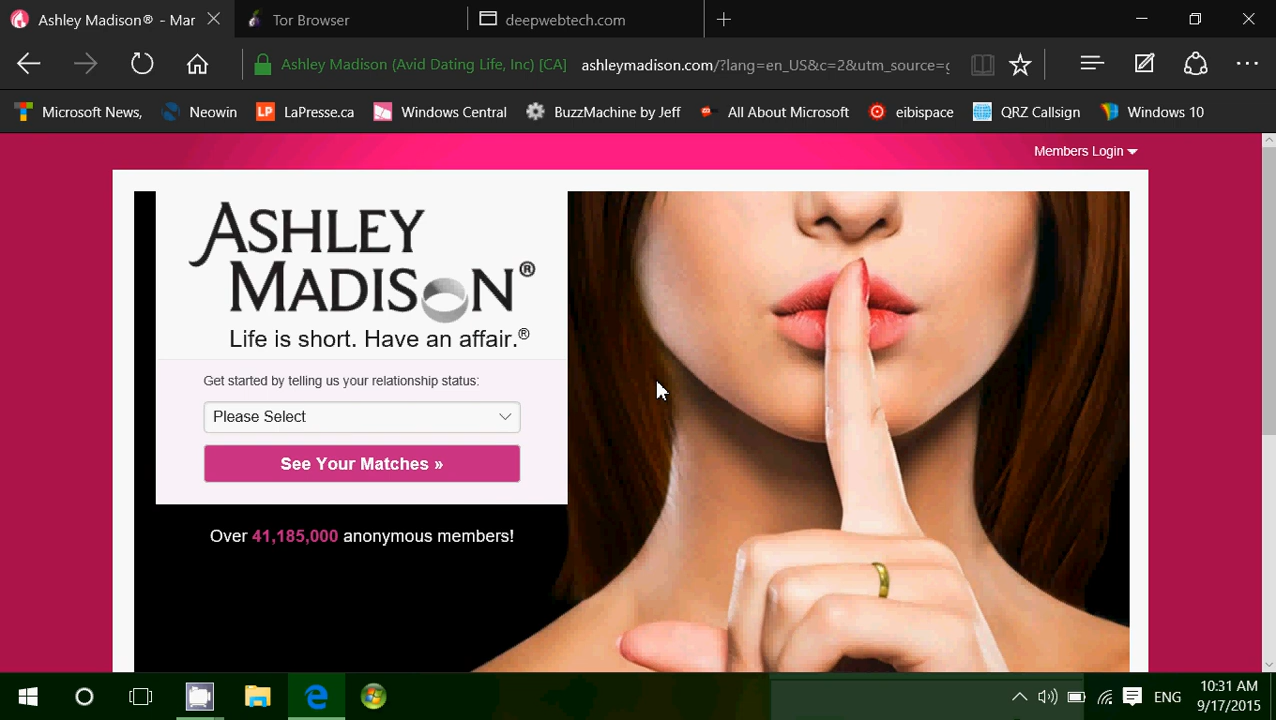 Ashley Madison® - Mar
Tor Browser
deepwebtech.com
Ashley Madison (Avid Dating Life, Inc) [CA]
ashleymadison.com/?lang=en_US&c=2&utm_source=g
Microsoft News,
Neowin
LP
LaPresse.ca
Windows Central
BuzzMachine by Jeff
All About Microsoft
eibispace
QRZ Callsign
Windows 10
Members Login
ASHLEY
MADISON®
Life is short. Have an affair.®
Get started by telling us your relationship status:
Please Select
See Your Matches »
Over 41,185,000 anonymous members!
ENG
10:31 AM
9/17/2015